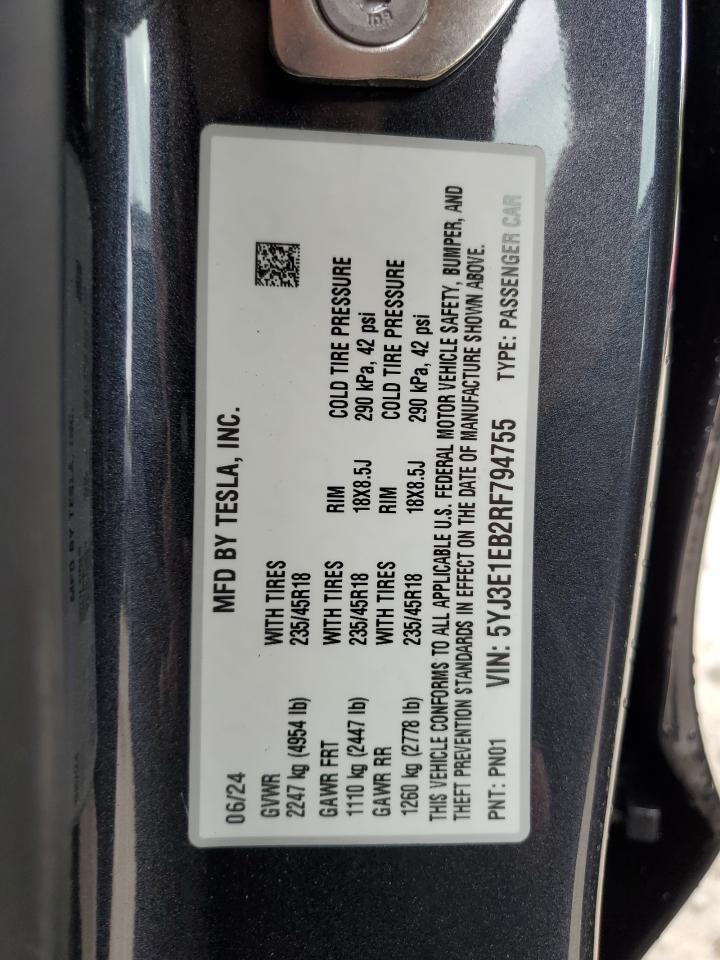 06/24 MFD BY TESLA, INC.
GVWR WITH TIRES
2247 kg (4954 lb) 235/45R18
GAWR FRT WITH TIRES RIM COLD TIRE PRESSURE
1110 kg (2447 lb) 235/45R18 18X8.5J 290 kPa, 42 psi
GAWR RR WITH TIRES RIM COLD TIRE PRESSURE
1260 kg (2778 lb) 235/45R18 18X8.5J 290 kPa, 42 psi
THIS VEHICLE CONFORMS TO ALL APPLICABLE U.S. FEDERAL MOTOR VEHICLE SAFETY, BUMPER, AND
THEFT PREVENTION STANDARDS IN EFFECT ON THE DATE OF MANUFACTURE SHOWN ABOVE.
PNT: PN01 VIN: 5YJ3E1EB2RF794755 TYPE: PASSENGER CAR